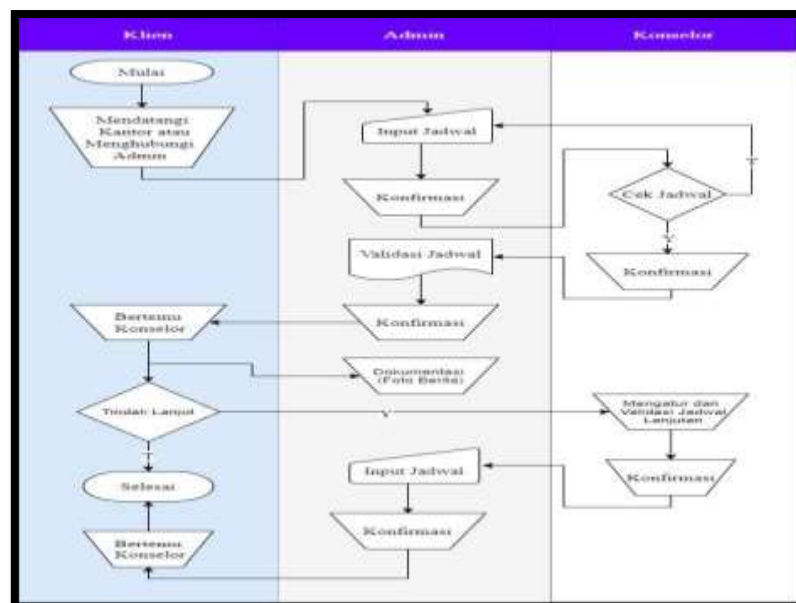 Klien
Admin
Konselor
Mulai
Mendatangi
Kantor atau
Menghubungi
Admin
Input Jadwal
T
Konfirmasi
Cek Jadwal
Y
Validasi Jadwal
Konfirmasi
Bertemu
Konselor
Konfirmasi
Dokumentasi
(Foto Berita)
Tindak Lanjut
Y
Mengatur dan
Validasi Jadwal
Lanjutan
T
Selesai
Input Jadwal
Konfirmasi
Konfirmasi
Bertemu
Konselor